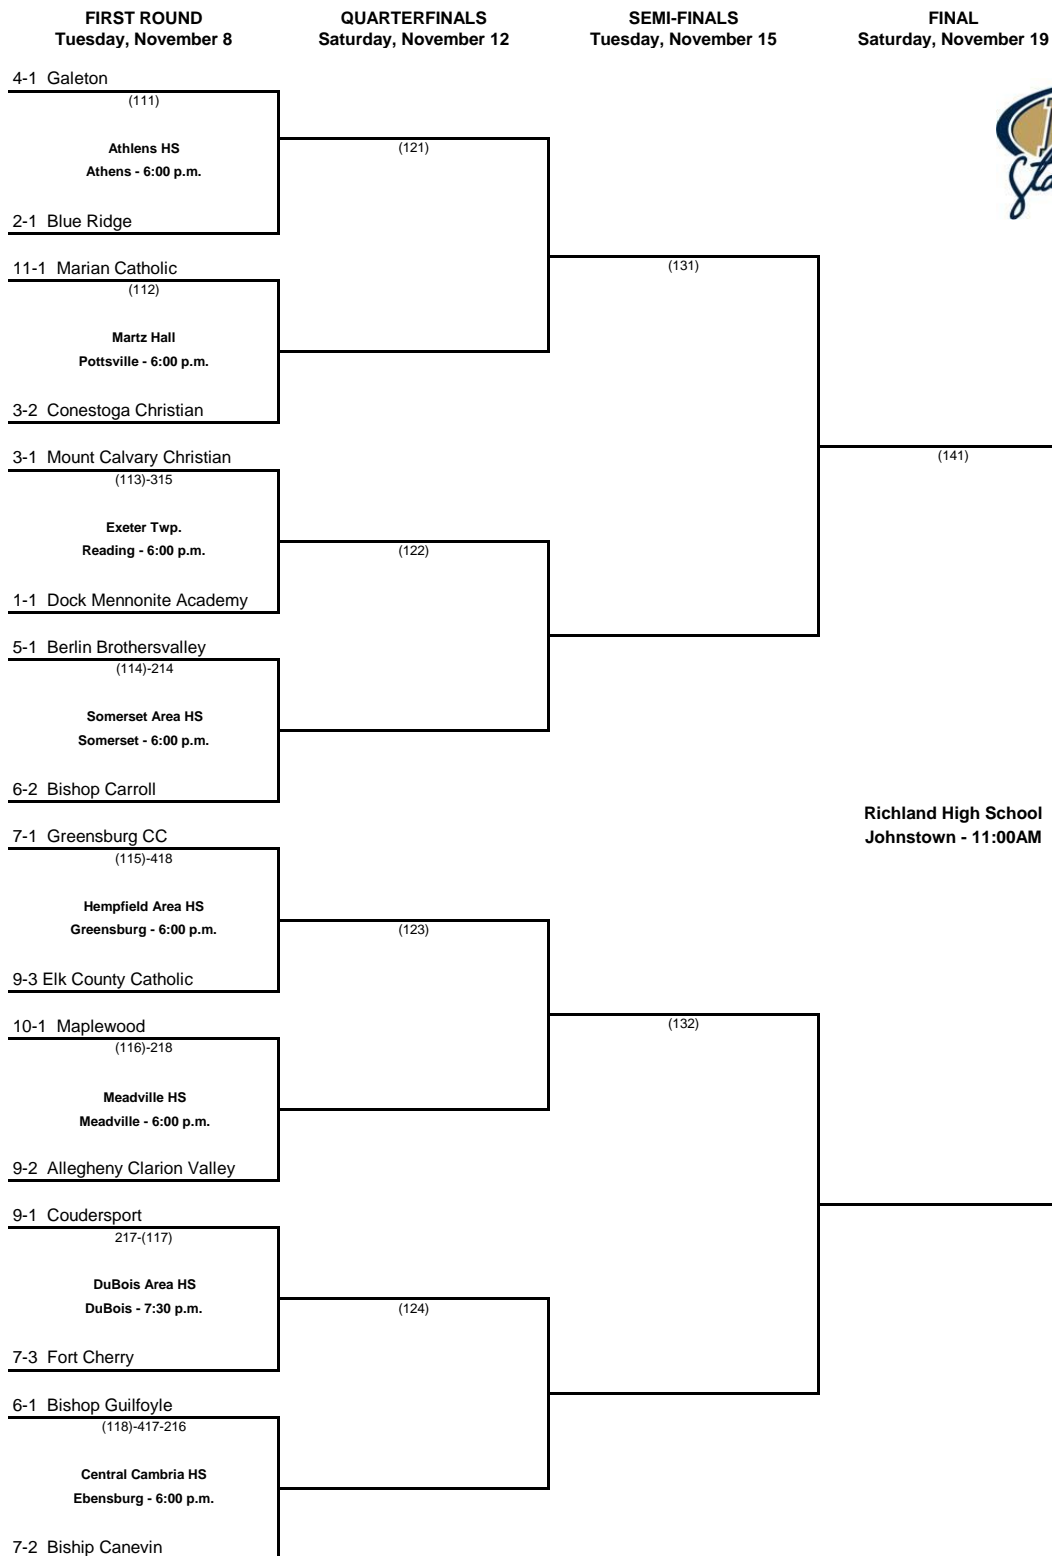 FIRST ROUND
Tuesday, November 8
QUARTERFINALS
Saturday, November 12
SEMI-FINALS
Tuesday, November 15
FINAL
Saturday, November 19
4-1 Galeton
(111)
Athlens HS
Athens - 6:00 p.m.
(121)
2-1 Blue Ridge
11-1 Marian Catholic
(112)
(131)
Martz Hall
Pottsville - 6:00 p.m.
3-2 Conestoga Christian
3-1 Mount Calvary Christian
(113)-315
(141)
Exeter Twp.
Reading - 6:00 p.m.
(122)
1-1 Dock Mennonite Academy
5-1 Berlin Brothersvalley
(114)-214
Somerset Area HS
Somerset - 6:00 p.m.
6-2 Bishop Carroll
Richland High School
Johnstown - 11:00AM
7-1 Greensburg CC
(115)-418
Hempfield Area HS
Greensburg - 6:00 p.m.
(123)
9-3 Elk County Catholic
10-1 Maplewood
(116)-218
(132)
Meadville HS
Meadville - 6:00 p.m.
9-2 Allegheny Clarion Valley
9-1 Coudersport
217-(117)
DuBois Area HS
DuBois - 7:30 p.m.
(124)
7-3 Fort Cherry
6-1 Bishop Guilfoyle
(118)-417-216
Central Cambria HS
Ebensburg - 6:00 p.m.
7-2 Biship Canevin